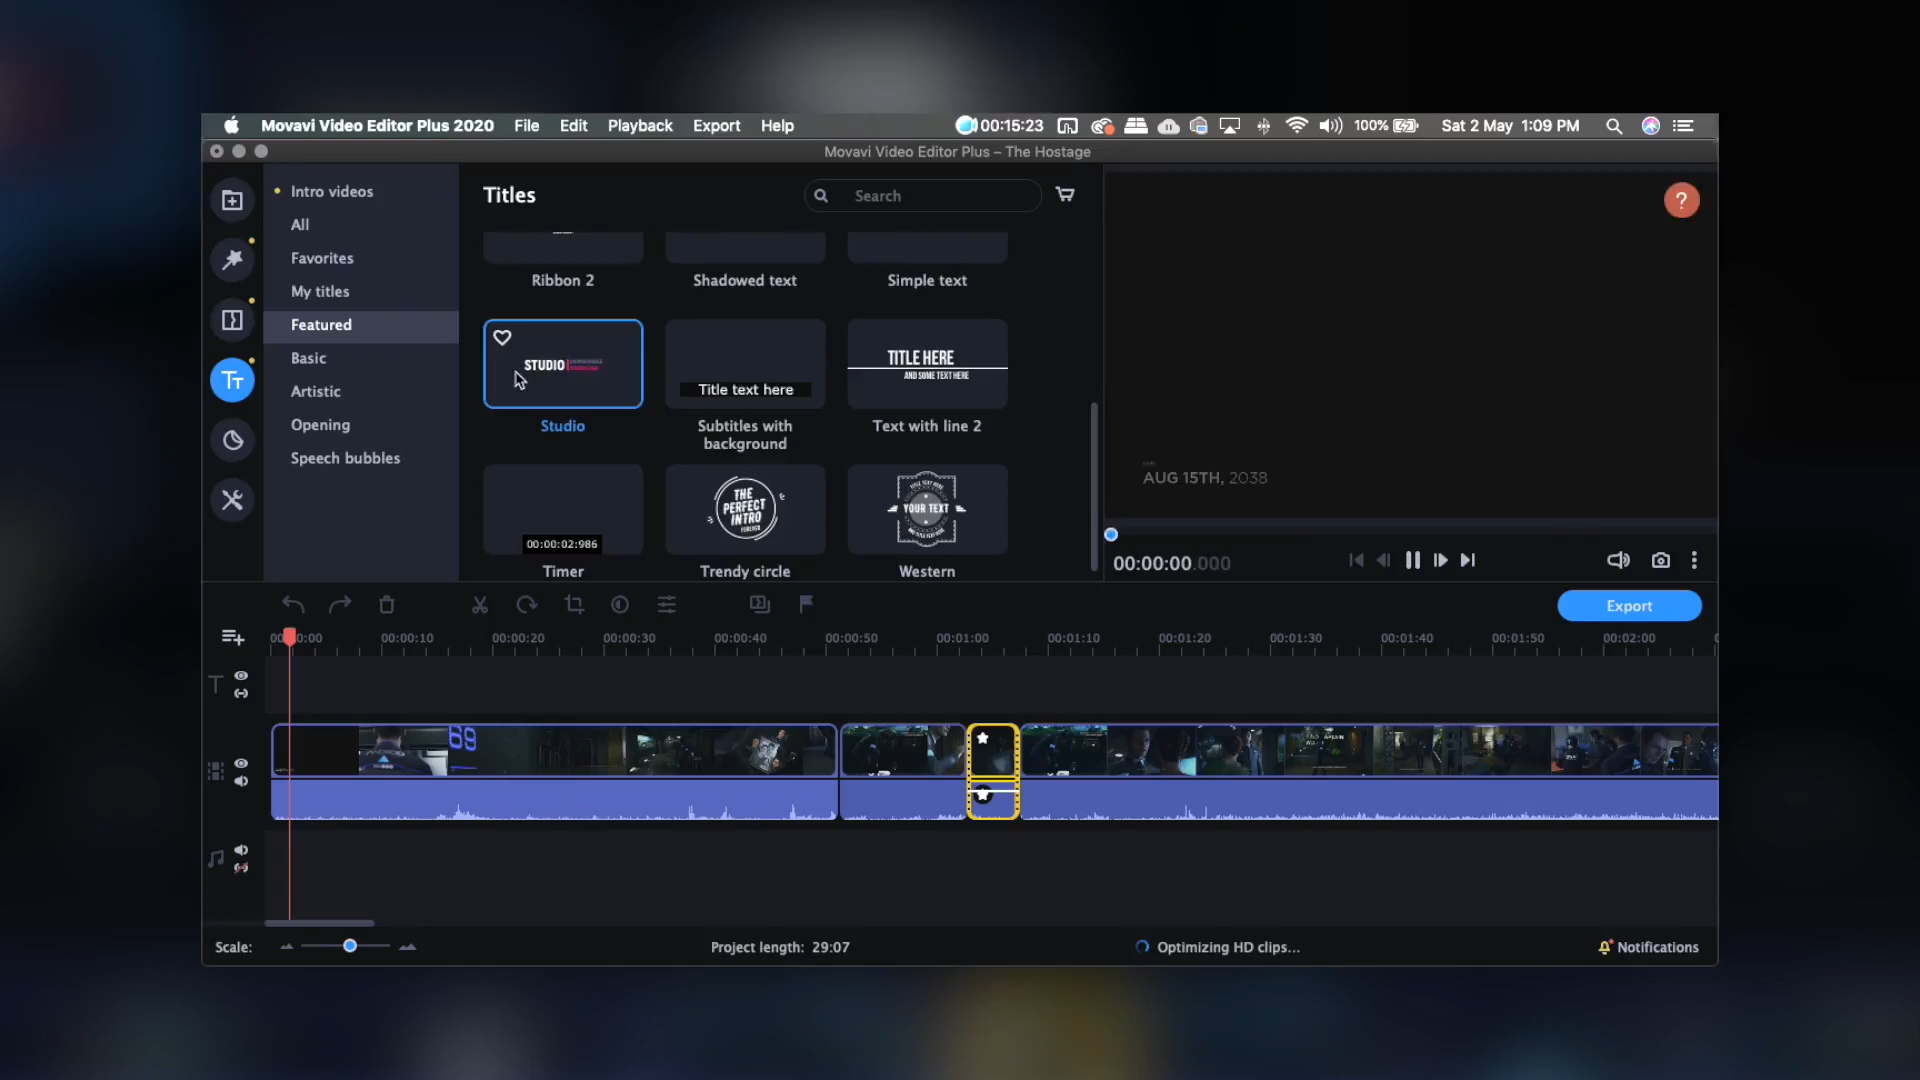 Movavi Video Editor Plus 2020 File Edit Playback Export Help 00:15:23 100% Sat 2 May 1:09 PM
Movavi Video Editor Plus – The Hostage
Intro videos
All
Favorites
My titles
Featured
Basic
Artistic
Opening
Speech bubbles
Titles
Search
Ribbon 2
Shadowed text
Simple text
STUDIO
Title text here
TITLE HERE
AND SOME TEXT HERE
Studio
Subtitles with
background
Text with line 2
00:00:02:986
THE
PERFECT
INTRO
FOREVER
YOUR TEXT
Timer
Trendy circle
Western
?
AUG 15TH, 2038
00:00:00.000
Export
00:00:10 00:00:20 00:00:30 00:00:40 00:00:50 00:01:00 00:01:10 00:01:20 00:01:30 00:01:40 00:01:50 00:02:00
69
Scale:
Project length: 29:07
Optimizing HD clips...
Notifications